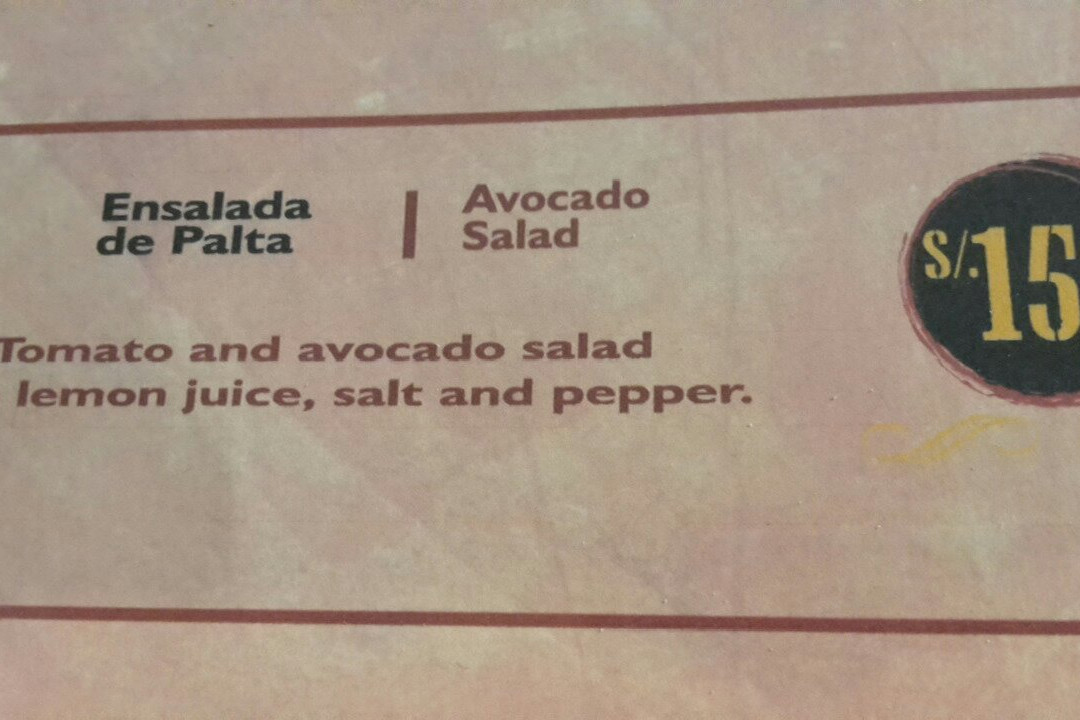 Ensalada
de Palta
Avocado
Salad
S/.15
Tomato and avocado salad
lemon juice, salt and pepper.